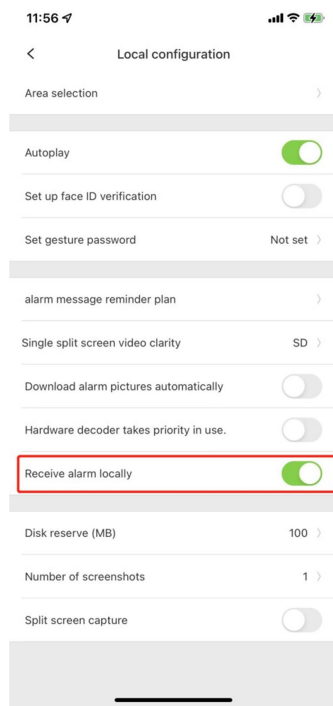 11:56
Local configuration
Area selection
Autoplay
Set up face ID verification
Set gesture password Not set
alarm message reminder plan
Single split screen video clarity SD
Download alarm pictures automatically
Hardware decoder takes priority in use.
Receive alarm locally
Disk reserve (MB) 100
Number of screenshots 1
Split screen capture